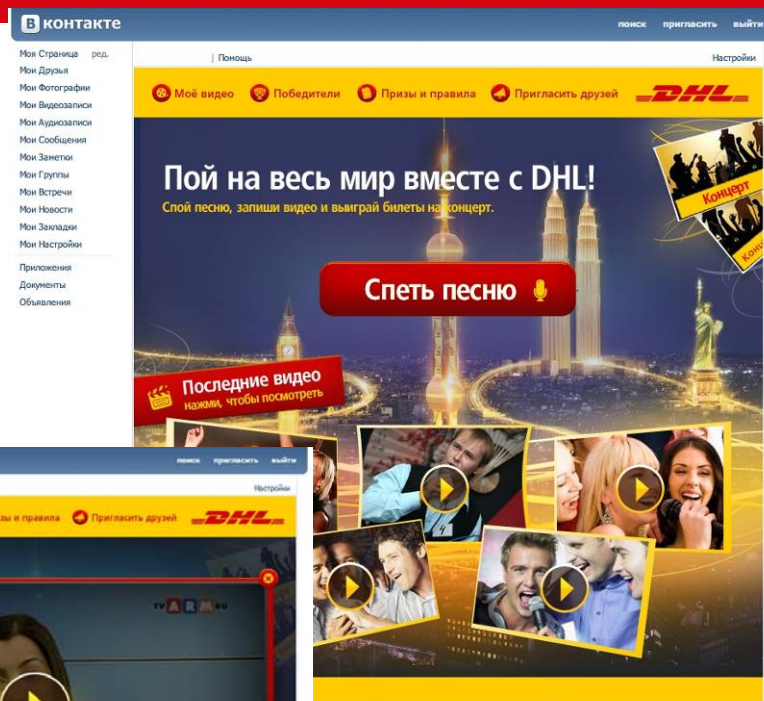 В контакте
поиск пригласить выйти
Моя Страница ред.
Мои Друзья
Мои Фотографии
Мои Видеозаписи
Мои Аудиозаписи
Мои Сообщения
Мои Заметки
Мои Группы
Мои Встречи
Мои Новости
Мои Закладки
Мои Настройки
Приложения
Документы
Объявления
| Помощь
Настройки
Моё видео Победители Призы и правила Пригласить друзей DHL
Пой на весь мир вместе с DHL!
Спой песню, запиши видео и выиграй билеты на концерт.
Концерт
Спеть песню
Последние видео
нажми, чтобы посмотреть
поиск пригласить выйти
Настройки
и правила Пригласить друзей DHL
TV ARM RU